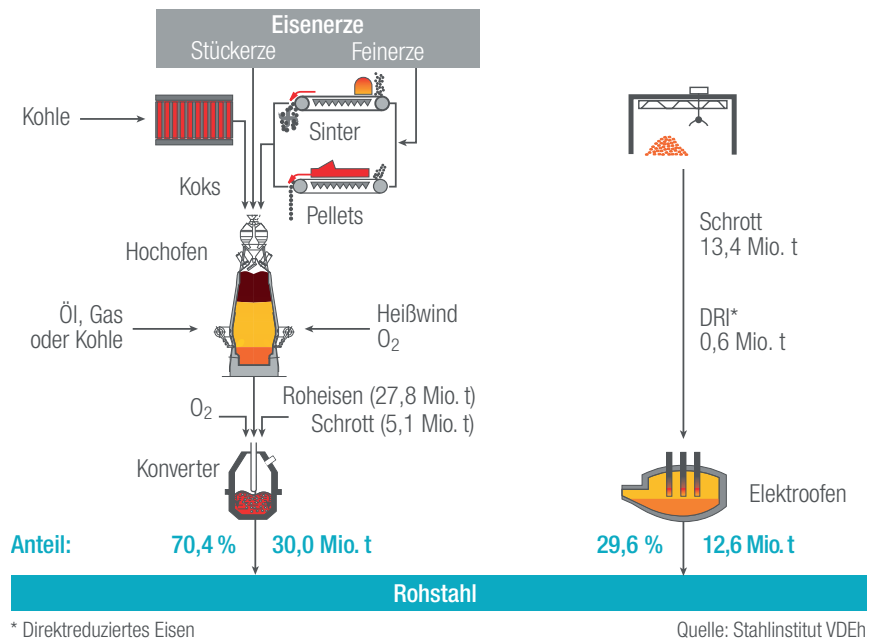 Eisenerze
Stückerze Feinerze
Kohle
Sinter
Koks
Pellets
Hochofen
Schrott
13,4 Mio. t
Öl, Gas
oder Kohle
Heißwind
O₂
DRI*
0,6 Mio. t
O₂
Roheisen (27,8 Mio. t)
Schrott (5,1 Mio. t)
Konverter
Elektroofen
Anteil: 70,4 % 30,0 Mio. t 29,6 % 12,6 Mio. t
Rohstahl
* Direktreduziertes Eisen Quelle: Stahlinstitut VDEh